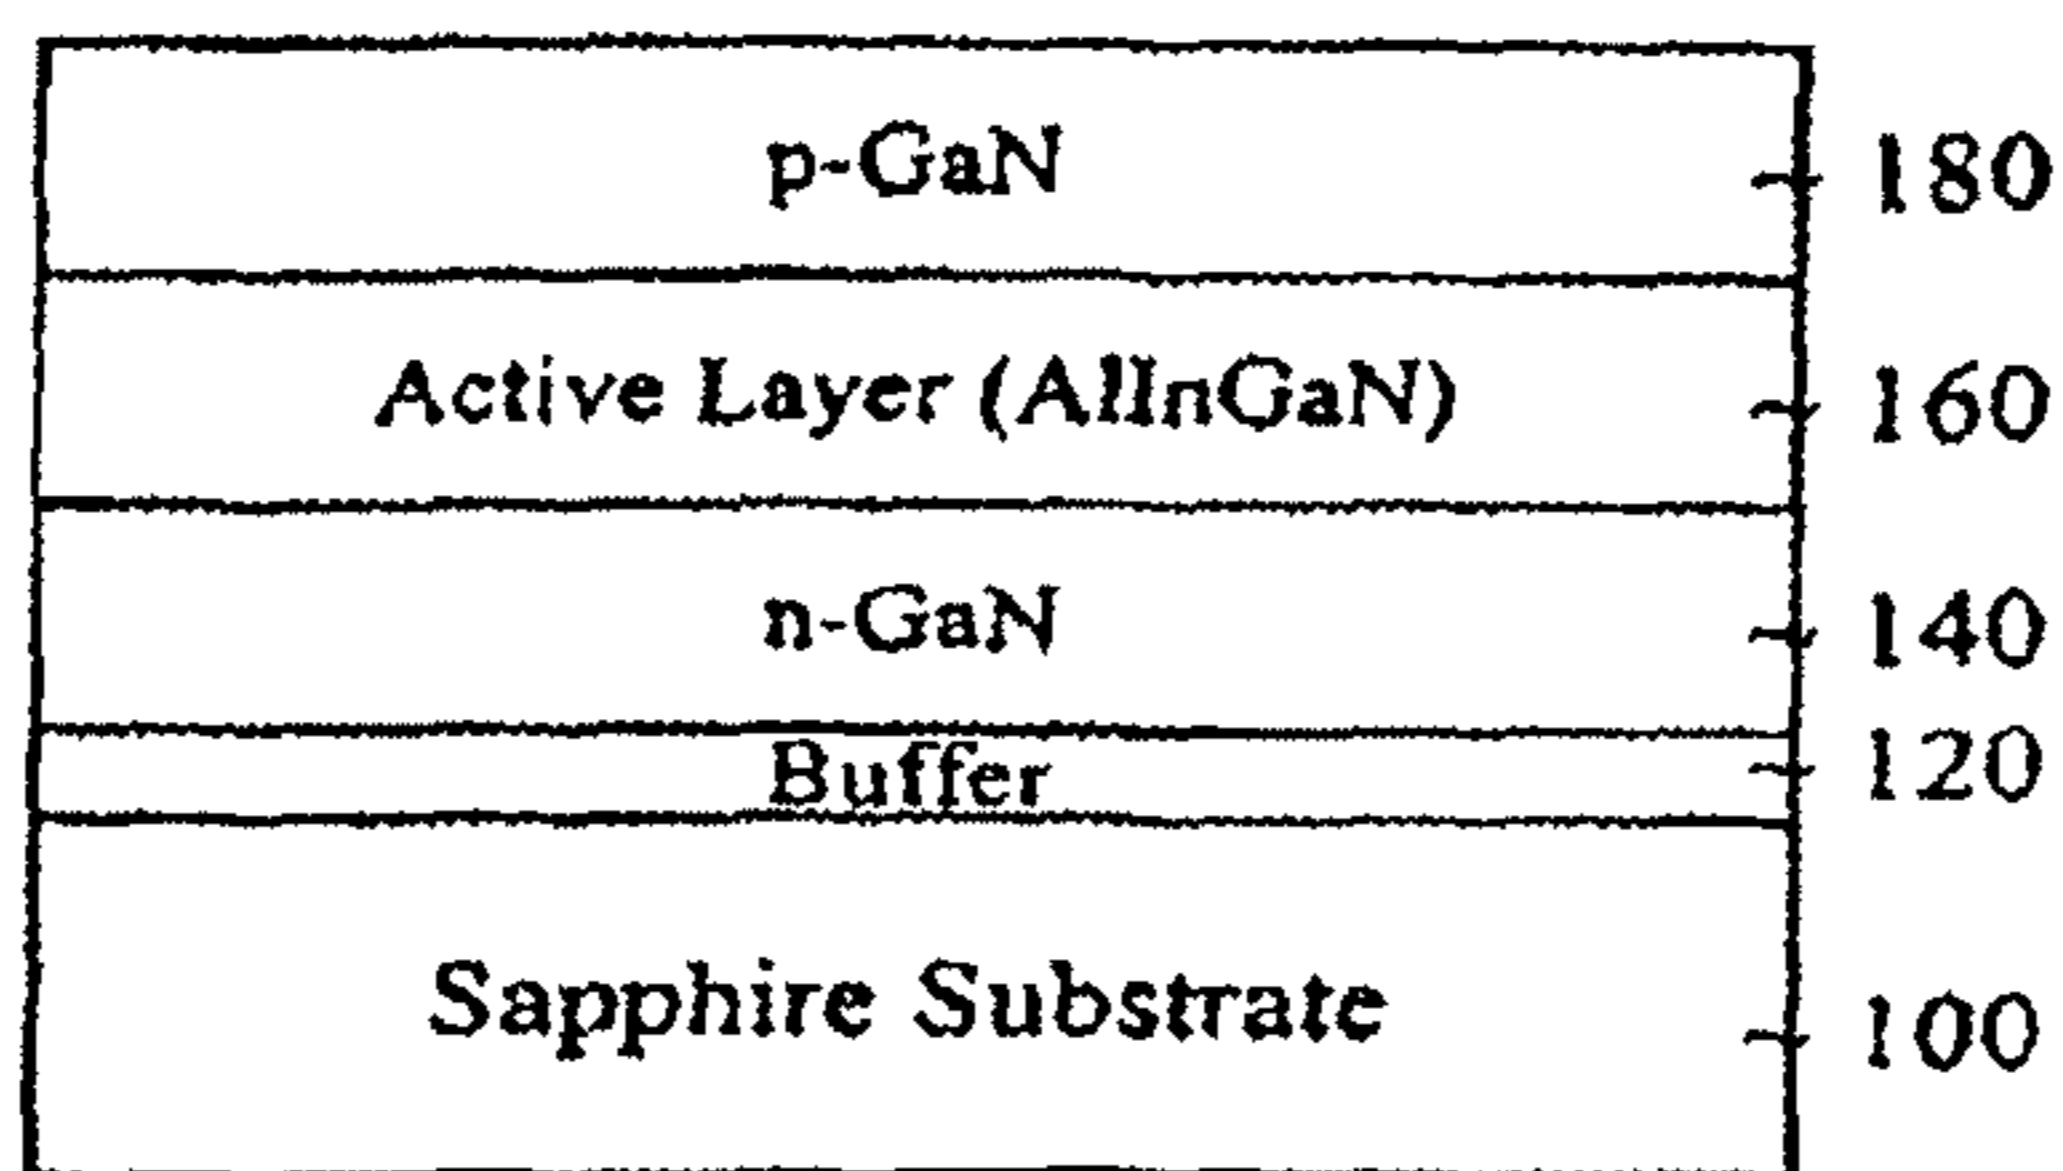 p-GaN 180
Active Layer (AlInGaN) 160
n-GaN 140
Buffer 120
Sapphire Substrate 100